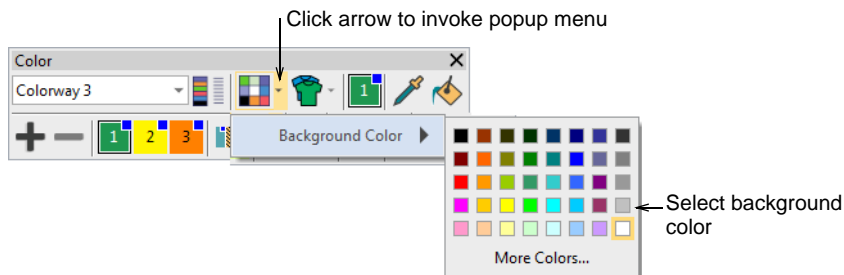 Click arrow to invoke popup menu
Color
Colorway 3
1
1 2 3
Background Color
Select background
color
More Colors...